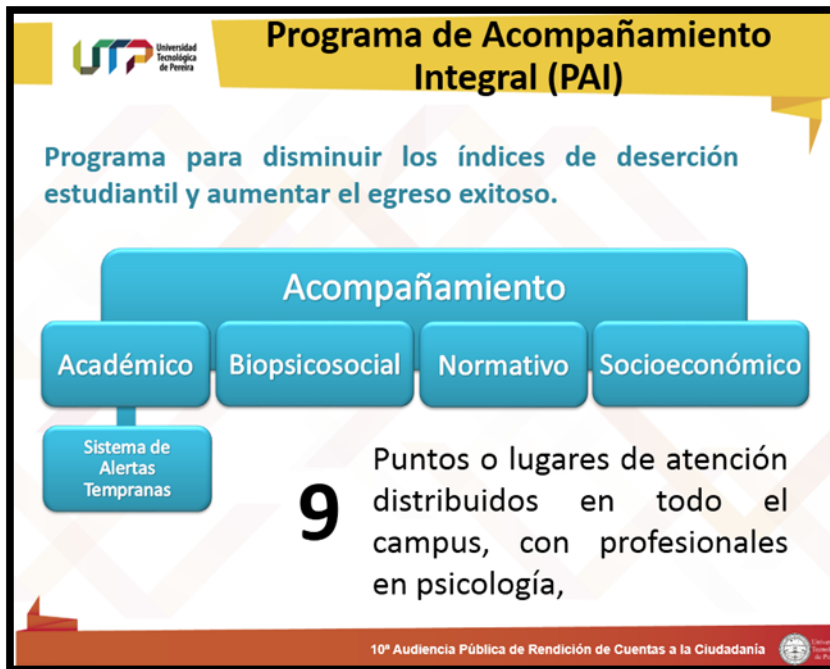 UTP
Universidad
Tecnológica
de Pereira
Programa de Acompañamiento
Integral (PAI)
Programa para disminuir los índices de deserción
estudiantil y aumentar el egreso exitoso.
Acompañamiento
Académico
Biopsicosocial
Normativo
Socioeconómico
Sistema de
Alertas
Tempranas
9
Puntos o lugares de atención
distribuidos en todo el
campus, con profesionales
en psicología,
10ª Audiencia Pública de Rendición de Cuentas a la Ciudadanía